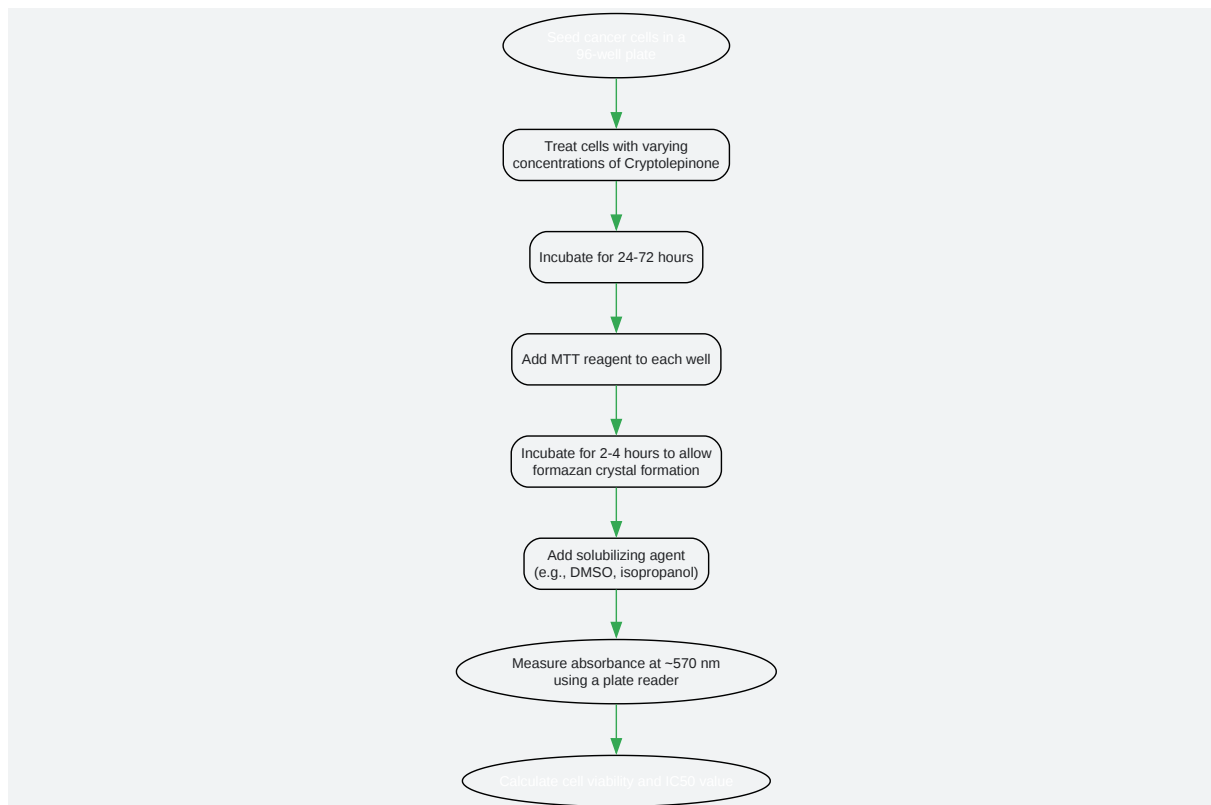 Seed cancer cells in a
96-well plate
Treat cells with varying
concentrations of Cryptolepinone
Incubate for 24-72 hours
Add MTT reagent to each well
Incubate for 2-4 hours to allow
formazan crystal formation
Add solubilizing agent
(e.g., DMSO, isopropanol)
Measure absorbance at ~570 nm
using a plate reader
Calculate cell viability and IC50 value